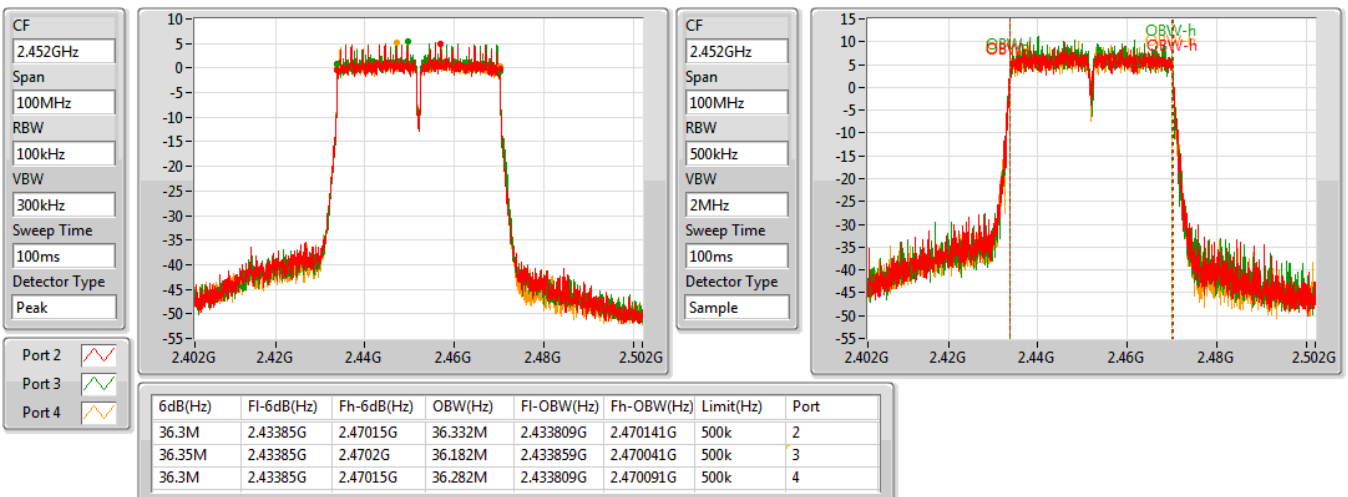 CF
2.452GHz
Span
100MHz
RBW
100kHz
VBW
300kHz
Sweep Time
100ms
Detector Type
Peak
10
5
0
-5
-10
-15
-20
-25
-30
-35
-40
-45
-50
-55
2.402G 2.42G 2.44G 2.46G 2.48G 2.502G
CF
2.452GHz
Span
100MHz
RBW
500kHz
VBW
2MHz
Sweep Time
100ms
Detector Type
Sample
15
10
5
0
-5
-10
-15
-20
-25
-30
-35
-40
-45
-50
-55
OBW-h
OBW-h
2.402G 2.42G 2.44G 2.46G 2.48G 2.502G
Port 2
Port 3
Port 4
6dB(Hz) Fl-6dB(Hz) Fh-6dB(Hz) OBW(Hz) Fl-OBW(Hz) Fh-OBW(Hz) Limit(Hz) Port
36.3M 2.43385G 2.47015G 36.332M 2.433809G 2.470141G 500k 2
36.35M 2.43385G 2.4702G 36.182M 2.433859G 2.470041G 500k 3
36.3M 2.43385G 2.47015G 36.282M 2.433809G 2.470091G 500k 4